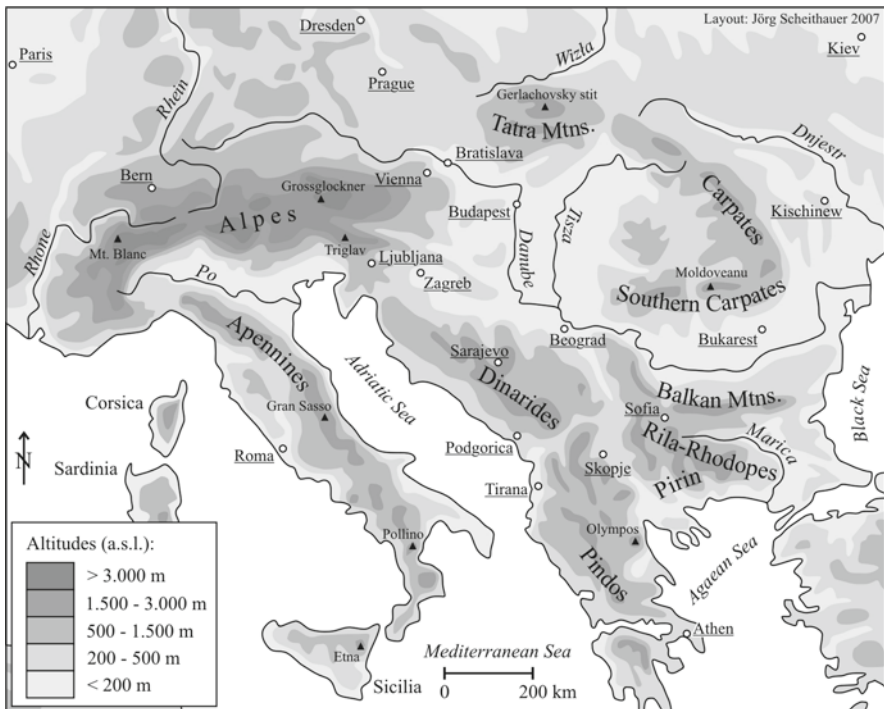 Layout: Jörg Scheithauer 2007
Dresden
Kiev
Paris
Wizła
Prague
Gerlachovsky stit
Rhein
Tatra Mtns.
Dnjestr
Bratislava
Bern
Vienna
Grossglockner
Carpates
Kischinew
Budapest
Tisza
Alpes
Rhone
Mt. Blanc
Triglav
Ljubljana
Danube
Po
Zagreb
Moldoveanu
Southern Carpates
Apennines
Beograd
Bukarest
Sarajevo
Adriatic Sea
Dinarides
Black Sea
Balkan Mtns.
Corsica
Gran Sasso
Sofia
N
Roma
Podgorica
Rila-Rhodopes
Marica
Sardinia
Skopje
Pirin
Tirana
Altitudes (a.s.l.):
> 3.000 m
1.500 - 3.000 m
500 - 1.500 m
200 - 500 m
< 200 m
Pollino
Olympos
Pindos
Agaean Sea
Athen
Etna
Mediterranean Sea
Sicilia
0 200 km